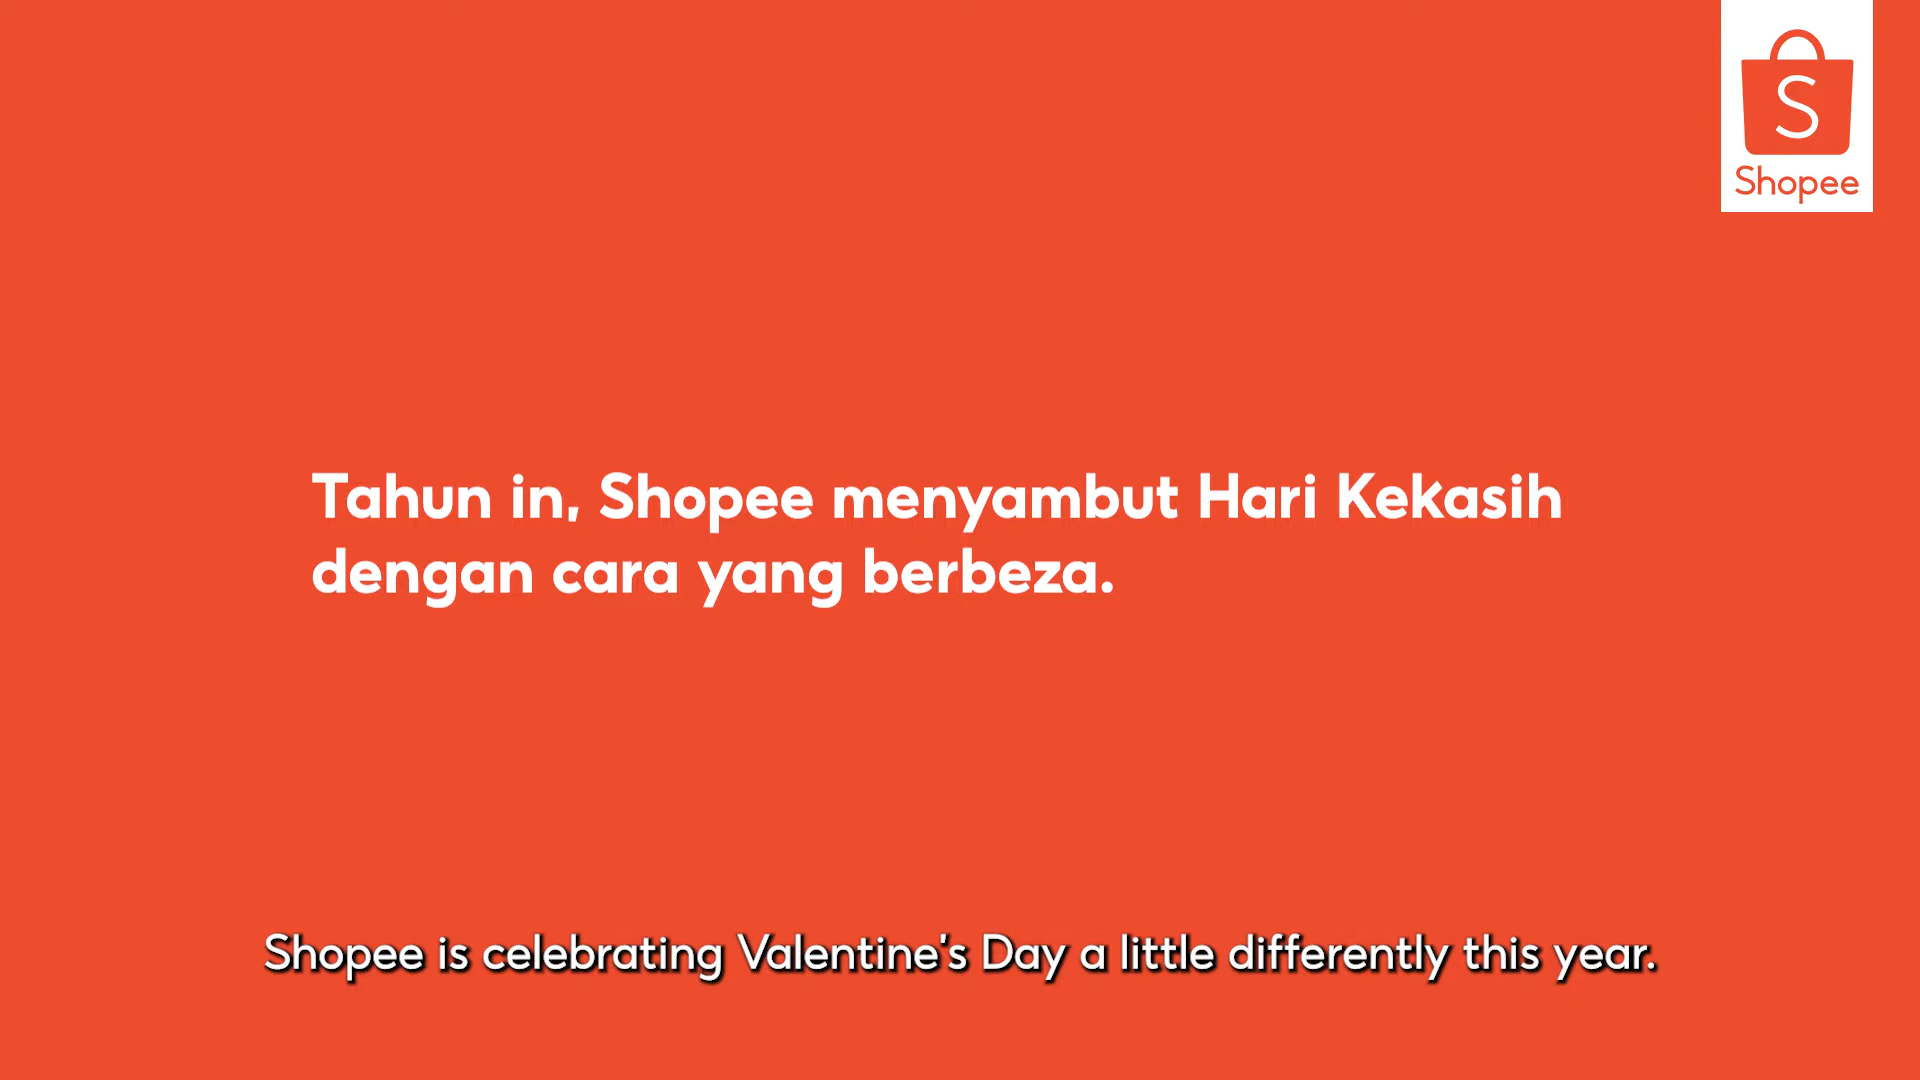 S
Shopee
Tahun in, Shopee menyambut Hari Kekasih
dengan cara yang berbeza.
Shopee is celebrating Valentine's Day a little differently this year.